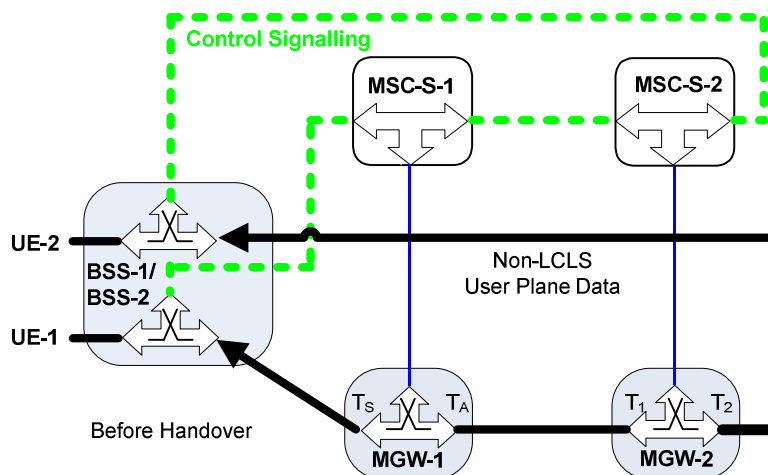 Control Signalling
MSC-S-1
MSC-S-2
UE-2
BSS-1/
BSS-2
Non-LCLS
User Plane Data
UE-1
TS
TA
T1
T2
Before Handover
MGW-1
MGW-2